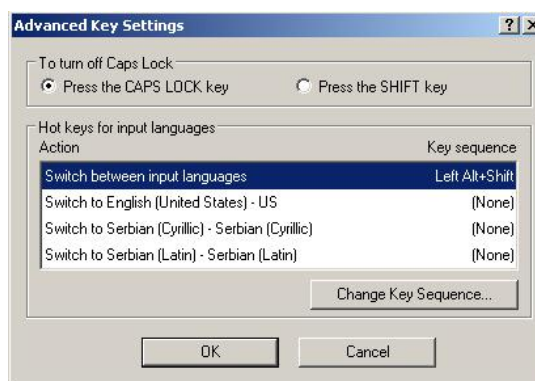 Advanced Key Settings
To turn off Caps Lock
Press the CAPS LOCK key Press the SHIFT key
Hot keys for input languages
Action Key sequence
Switch between input languages Left Alt+Shift
Switch to English (United States) - US (None)
Switch to Serbian (Cyrillic) - Serbian (Cyrillic) (None)
Switch to Serbian (Latin) - Serbian (Latin) (None)
Change Key Sequence...
OK Cancel